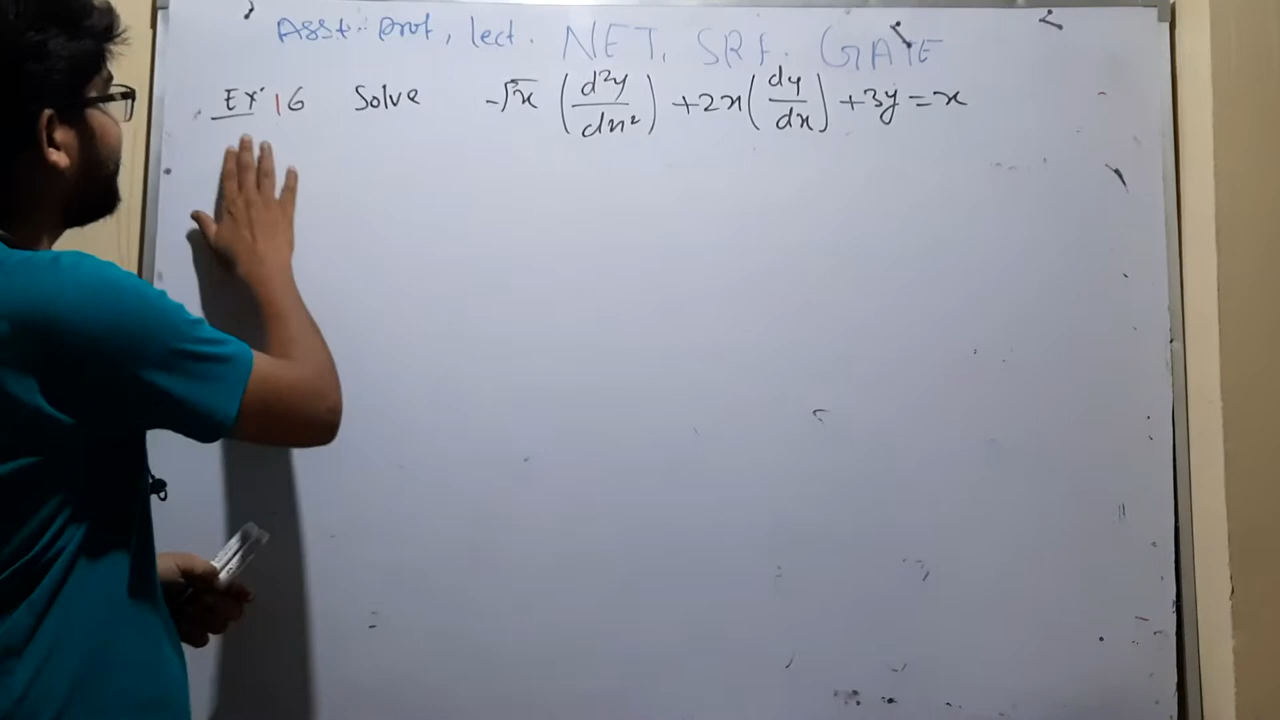 Asst. prof, lect. NET, SRF. GATE
Ex 16 Solve √x (d²y/dx²) + 2x (dy/dx) + 3y = x